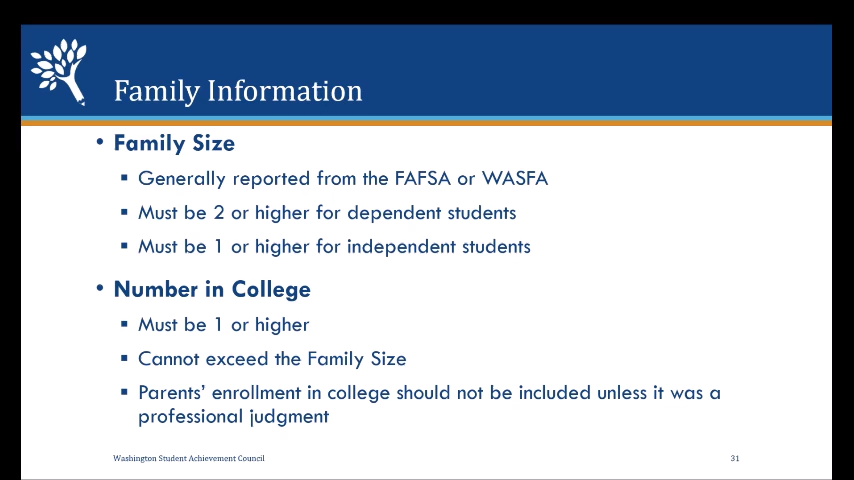 Family Information
• Family Size
▪ Generally reported from the FAFSA or WASFA
▪ Must be 2 or higher for dependent students
▪ Must be 1 or higher for independent students
• Number in College
▪ Must be 1 or higher
▪ Cannot exceed the Family Size
▪ Parents’ enrollment in college should not be included unless it was a
professional judgment
Washington Student Achievement Council
31